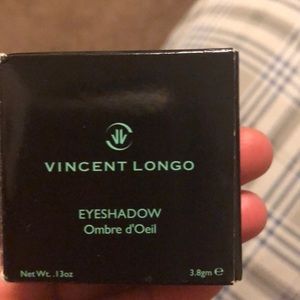 VINCENT LONGO
EYESHADOW
Ombre d'Oeil
Net Wt. .13oz 3.8gm ℮